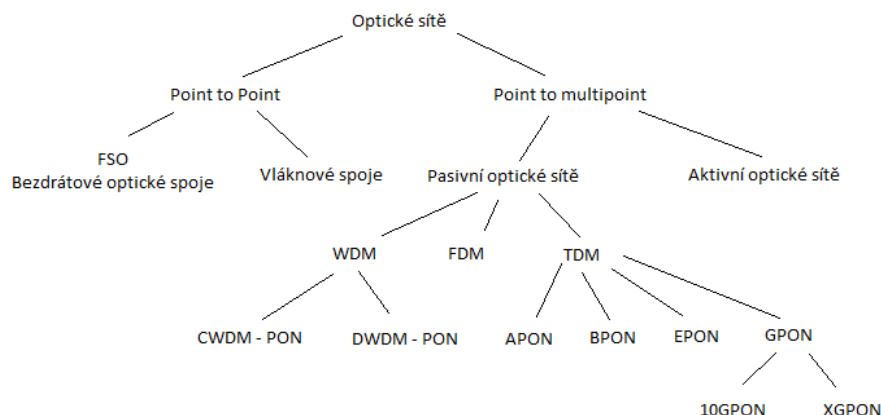 Optické sítě
Point to Point
Point to multipoint
FSO
Bezdrátové optické spoje
Vláknové spoje
Pasivní optické sítě
Aktivní optické sítě
WDM
FDM
TDM
CWDM - PON
DWDM - PON
APON
BPON
EPON
GPON
10GPON
XGPON